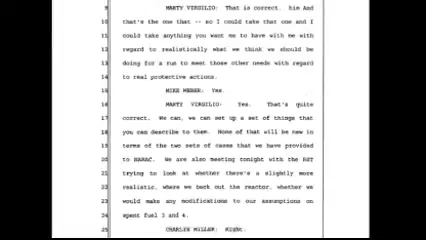 9 MARTY VIRGILIO: That is correct. him And
10 that's the one that -- so I could take that one and I
11 could take anything you want me to have with me with
12 regard to realistically what we think we should be
13 doing for a run to meet those other needs with regard
14 to real protective actions.
15 MIKE WEBER: Yes.
16 MARTY VIRGILIO: Yes. That's quite
17 correct. We can, we can set up a set of things that
18 you can describe to them. None of that will be new in
19 terms of the two sets of cases that we have provided
20 to NARAC. We are also meeting tonight with the RST
21 trying to look at whether there's a slightly more
22 realistic, where we back out the reactor, whether we
23 would make any modifications to our assumptions on
24 spent fuel 3 and 4.
25 CHARLIE MILLER: Right.